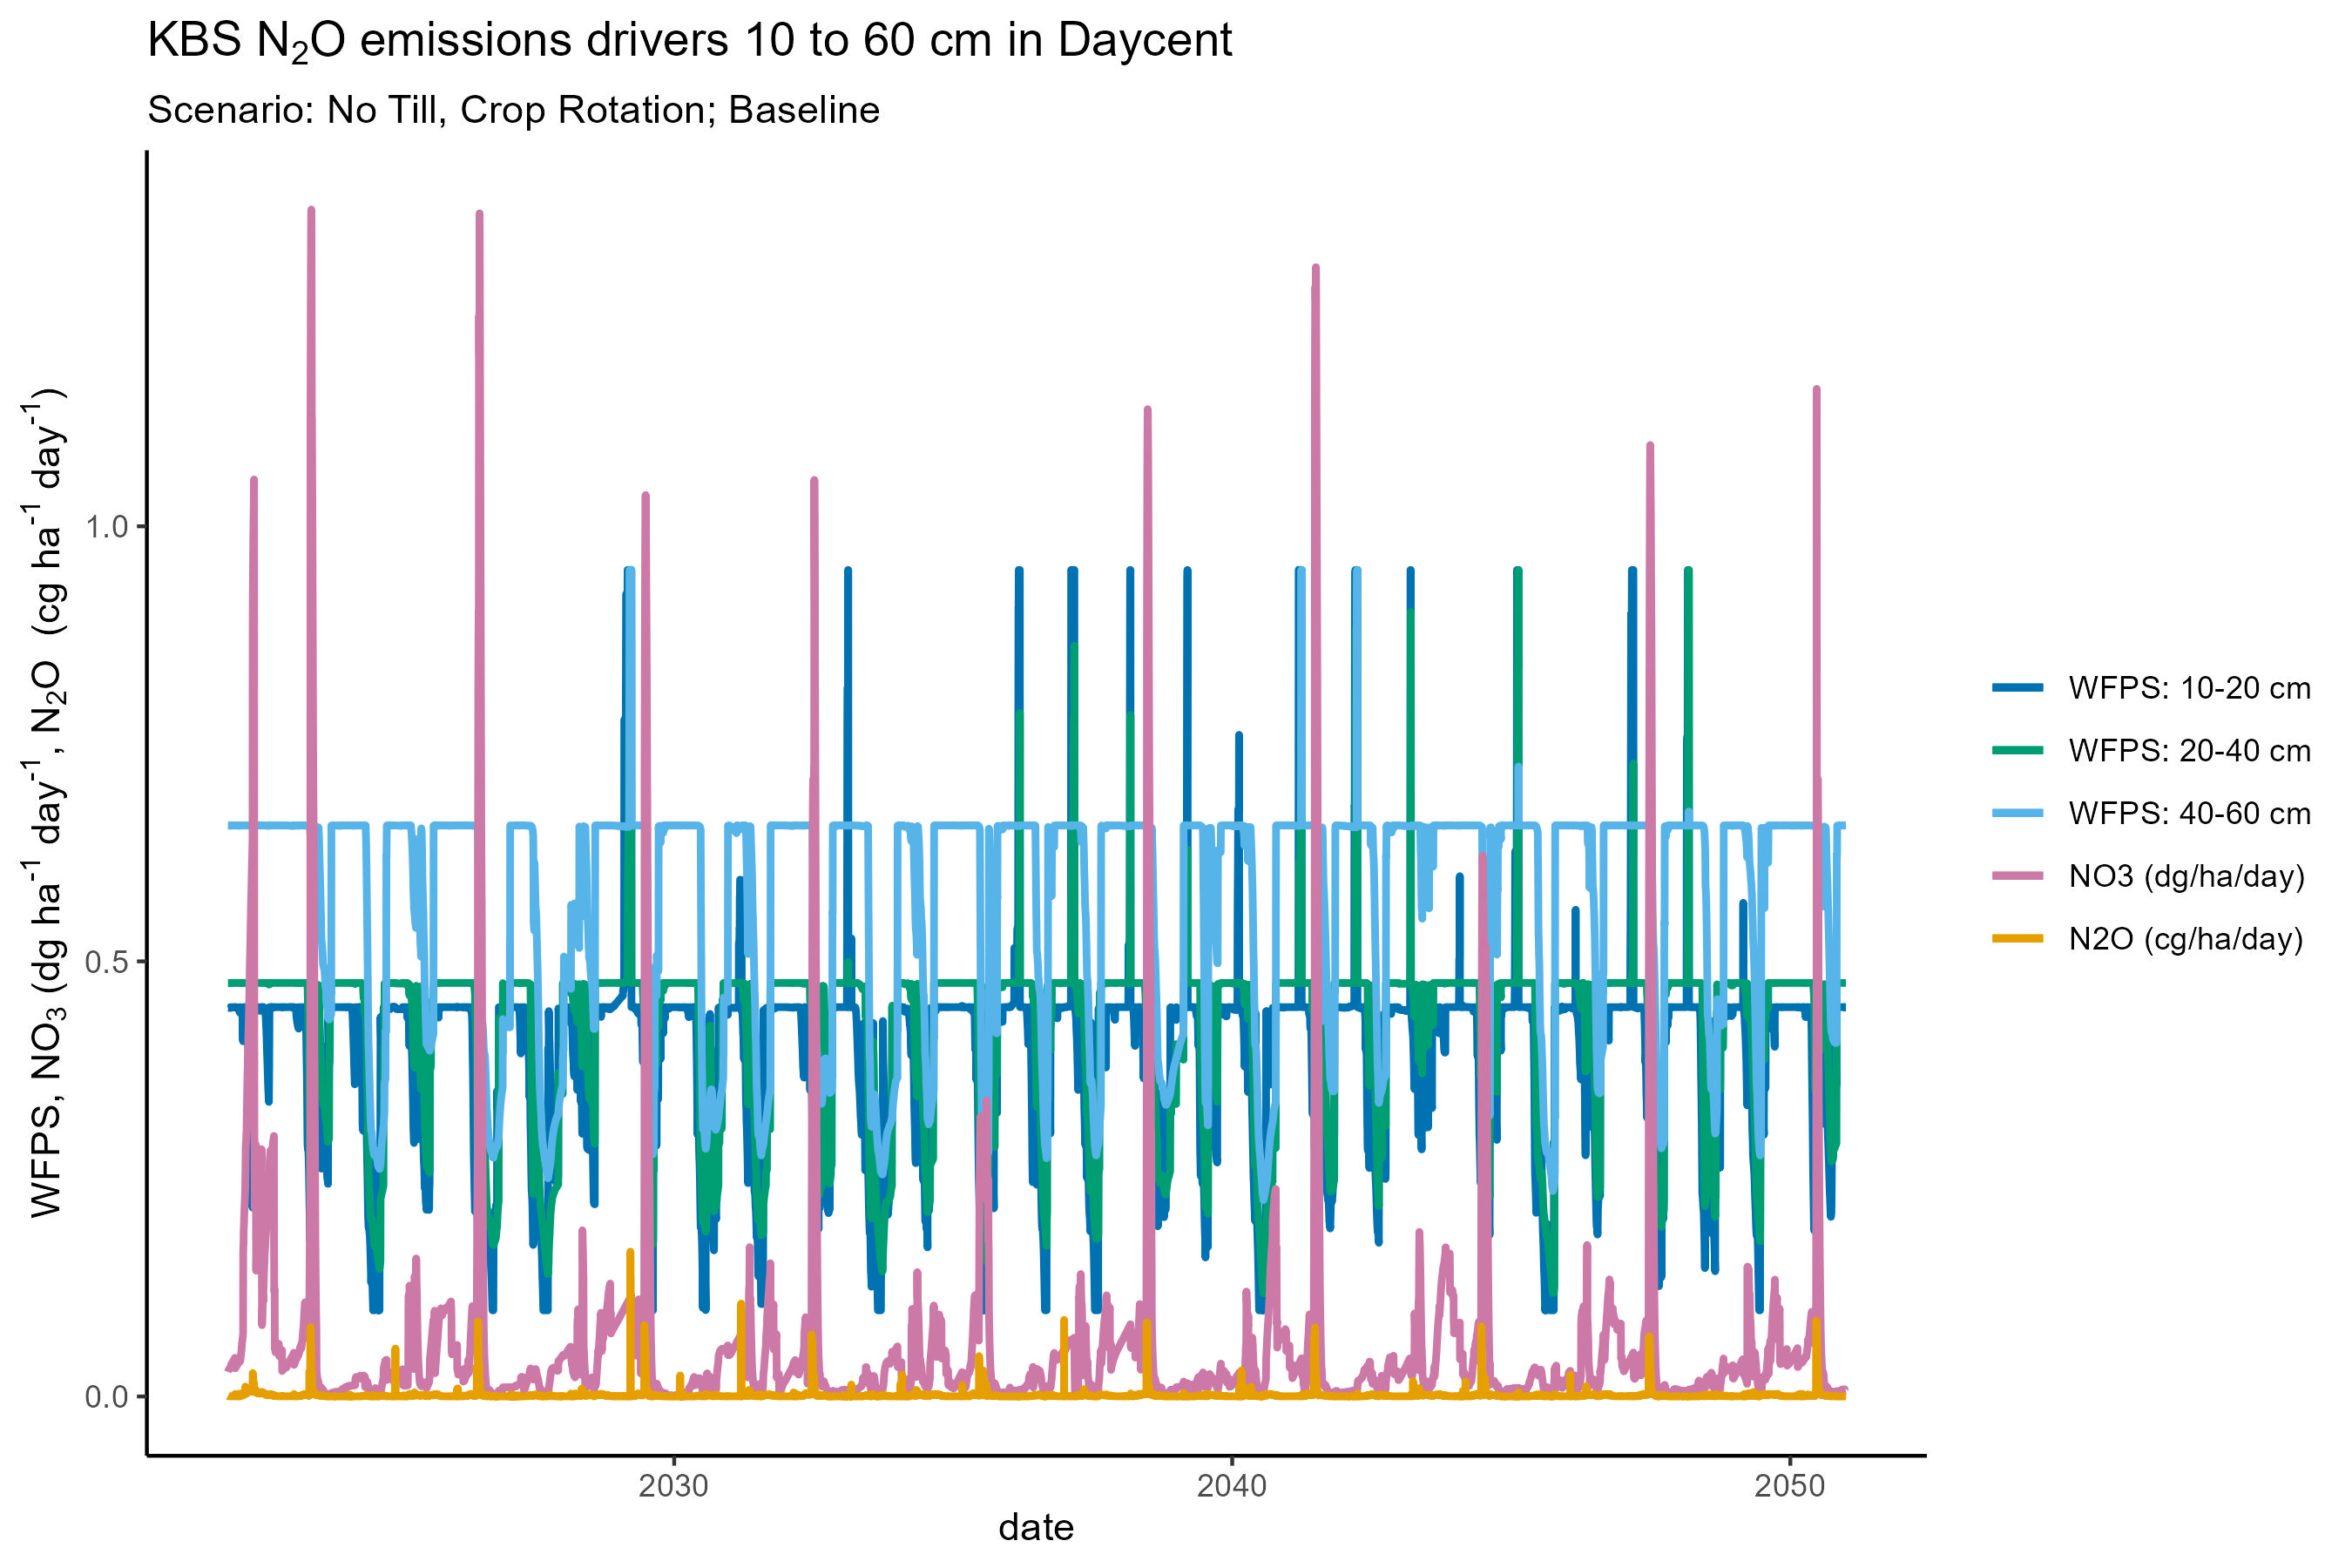 KBS N₂O emissions drivers 10 to 60 cm in Daycent
Scenario: No Till, Crop Rotation; Baseline
WFPS, NO₃ (dg ha⁻¹ day⁻¹, N₂O (cg ha⁻¹ day⁻¹)
1.0
0.5
0.0
2030
2040
2050
date
WFPS: 10-20 cm
WFPS: 20-40 cm
WFPS: 40-60 cm
NO3 (dg/ha/day)
N2O (cg/ha/day)